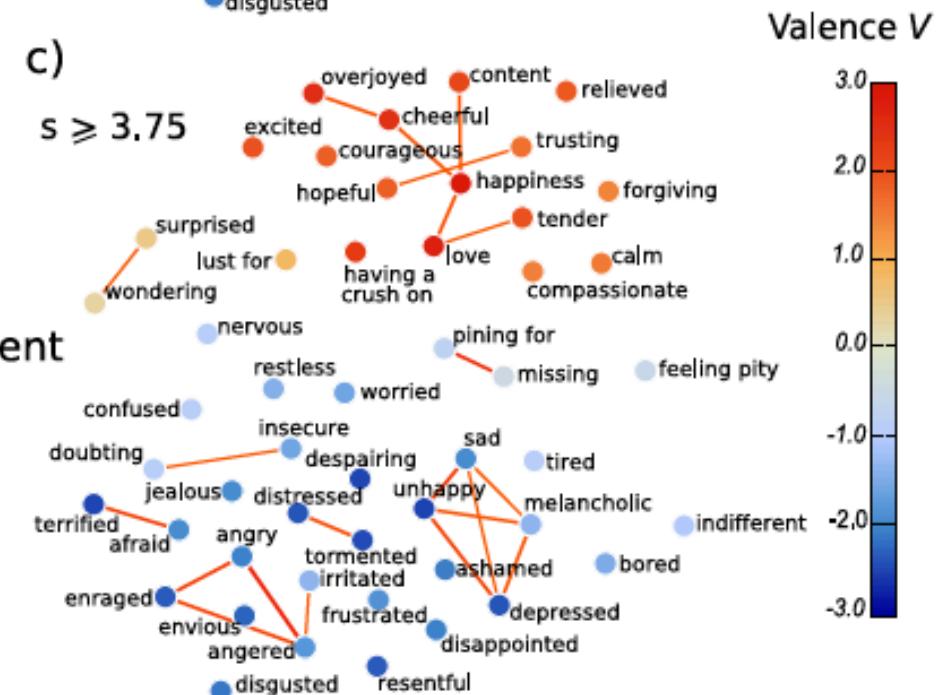 disgusted
Valence V
c)
s ⩾ 3.75
overjoyed
content
relieved
cheerful
excited
courageous
trusting
hopeful
happiness
forgiving
tender
surprised
lust for
having a
crush on
love
calm
compassionate
wondering
nervous
pining for
ent
restless
worried
missing
feeling pity
confused
insecure
sad
doubting
despairing
tired
jealous
distressed
unhappy
melancholic
terrified
afraid
angry
indifferent
tormented
irritated
ashamed
bored
enraged
envious
frustrated
depressed
angered
disappointed
disgusted
resentful
3.0
2.0
1.0
0.0
-1.0
-2.0
-3.0